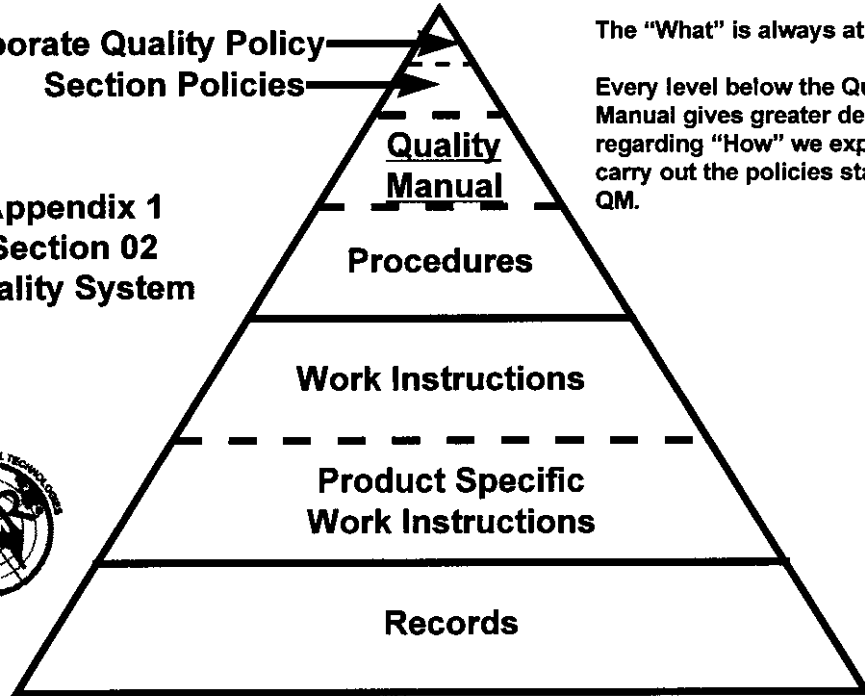 porate Quality Policy
Section Policies
The "What" is always at
Every level below the Qu
Manual gives greater de
regarding "How" we exp
carry out the policies sta
QM.
Quality
Manual
Appendix 1
Section 02
ality System
Procedures
Work Instructions
Product Specific
Work Instructions
Records